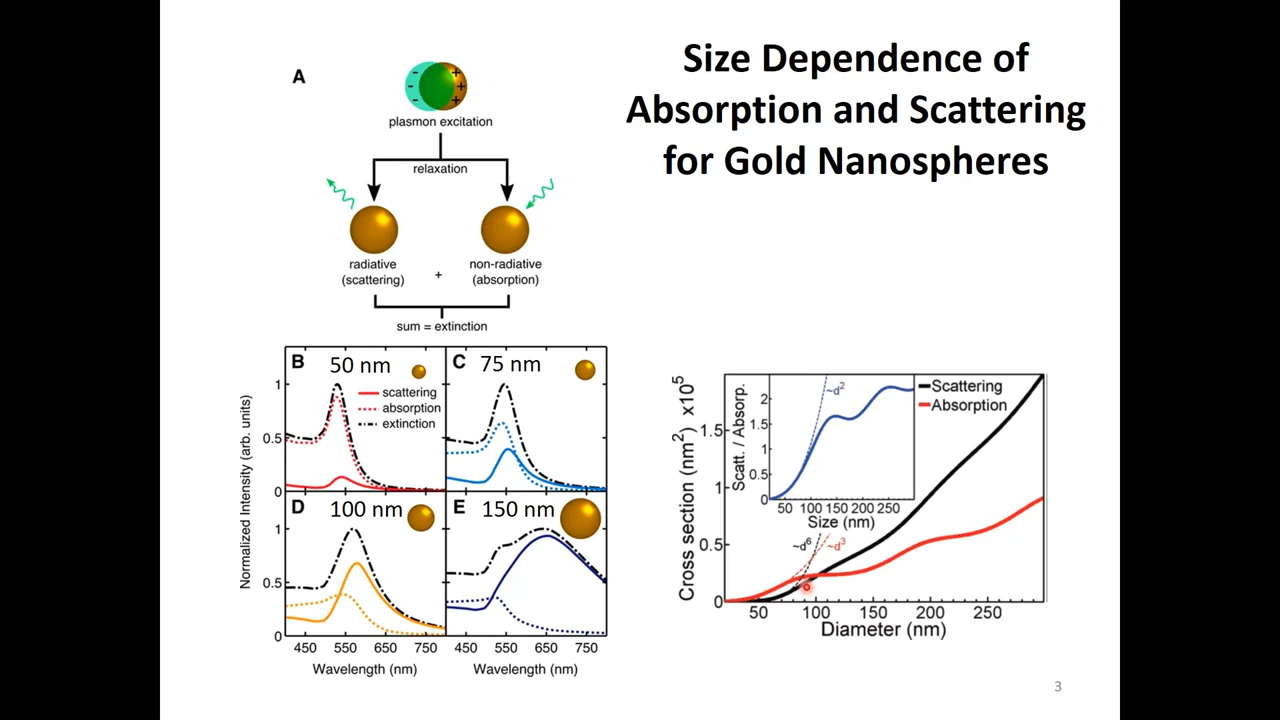 Size Dependence of
Absorption and Scattering
for Gold Nanospheres
A
- +
- +
- +
plasmon excitation
relaxation
radiative
(scattering)
+
non-radiative
(absorption)
sum = extinction
Normalized Intensity (arb. units)
B 50 nm
scattering
absorption
extinction
1
0.5
0
C 75 nm
D 100 nm
1
0.5
0
E 150 nm
450 550 650 750
450 550 650 750
Wavelength (nm)
Wavelength (nm)
Cross section (nm2) x105
1.5
1
0.5
0
Scattering
Absorption
Scatt. / Absorp.
2
1.5
1
0.5
0
~d2
50 100 150 200 250
Size (nm)
~d6
~d3
50 100 150 200 250
Diameter (nm)
3